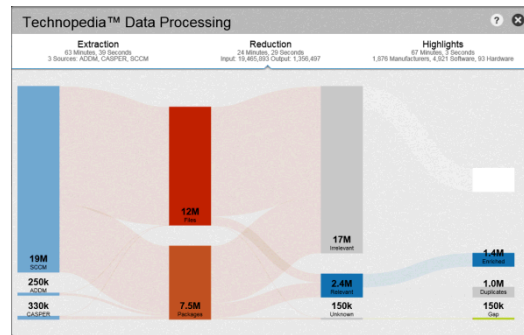 Technopedia™ Data Processing
?
Extraction
63 Minutes, 39 Seconds
3 Sources: ADDM, CASPER, SCCM
Reduction
24 Minutes, 29 Seconds
Input: 19,465,893 Output: 1,356,497
Highlights
67 Minutes, 3 Seconds
1,876 Manufacturers, 4,921 Software, 93 Hardware
19M
SCCM
250k
ADDM
330k
CASPER
12M
Files
7.5M
Packages
17M
Irrelevant
2.4M
Relevant
150k
Unknown
1.4M
Enriched
1.0M
Duplicates
150k
Gap